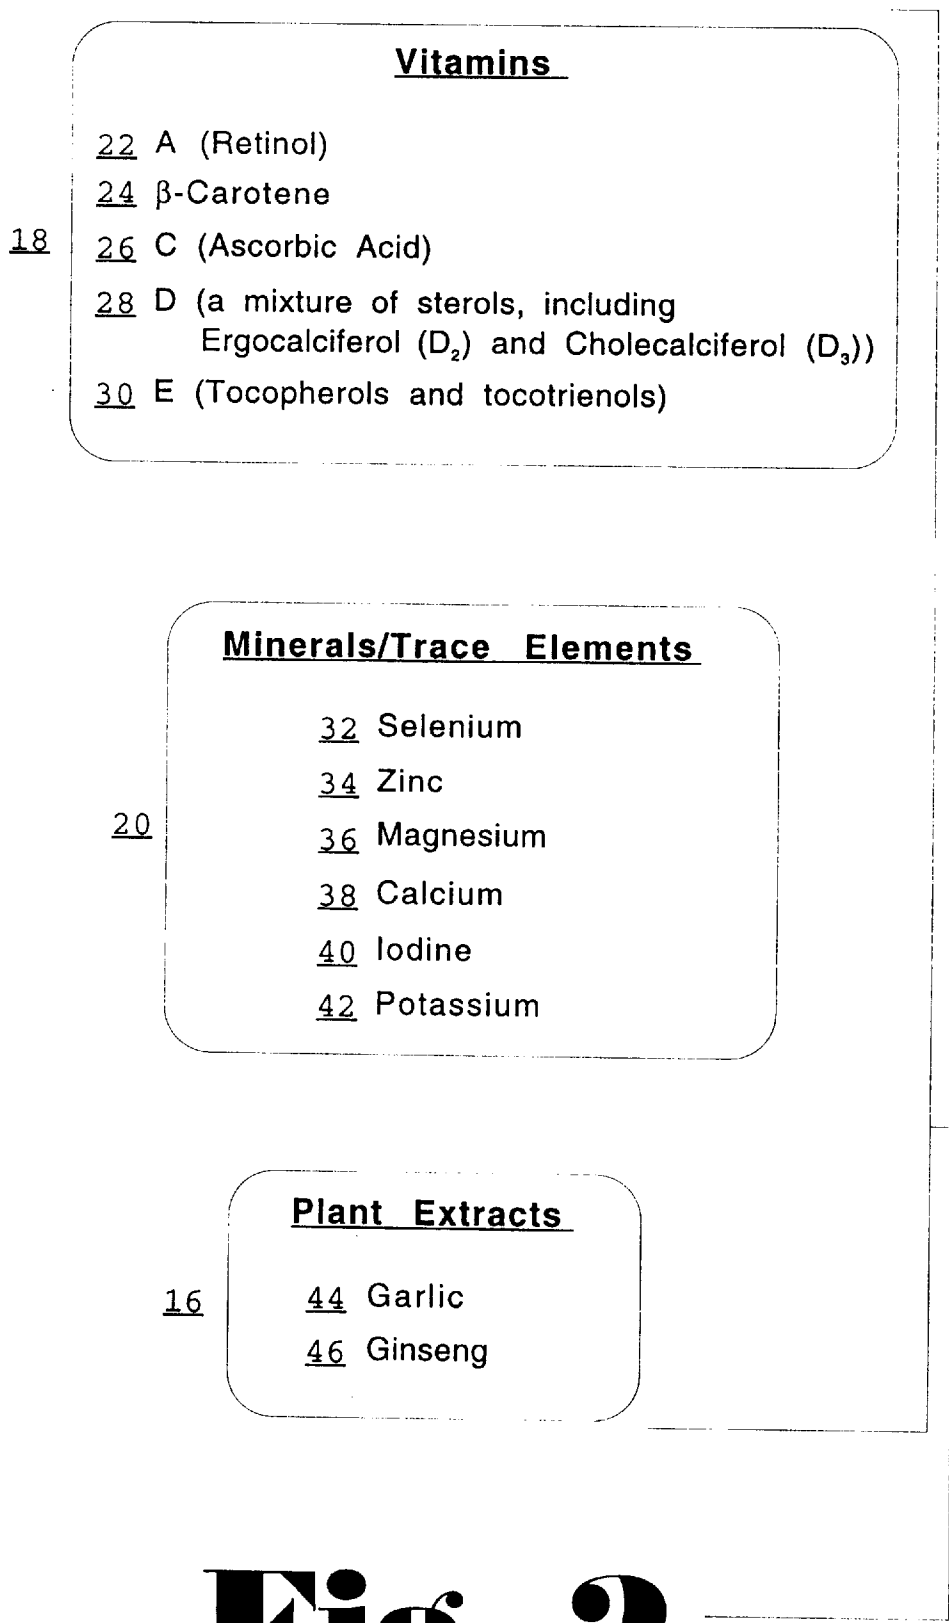 Vitamins
22 A (Retinol)
24 β-Carotene
18
26 C (Ascorbic Acid)
28 D (a mixture of sterols, including
Ergocalciferol (D₂) and Cholecalciferol (D₃))
30 E (Tocopherols and tocotrienols)
Minerals/Trace Elements
32 Selenium
34 Zinc
20
36 Magnesium
38 Calcium
40 Iodine
42 Potassium
Plant Extracts
16
44 Garlic
46 Ginseng
Fig. 2